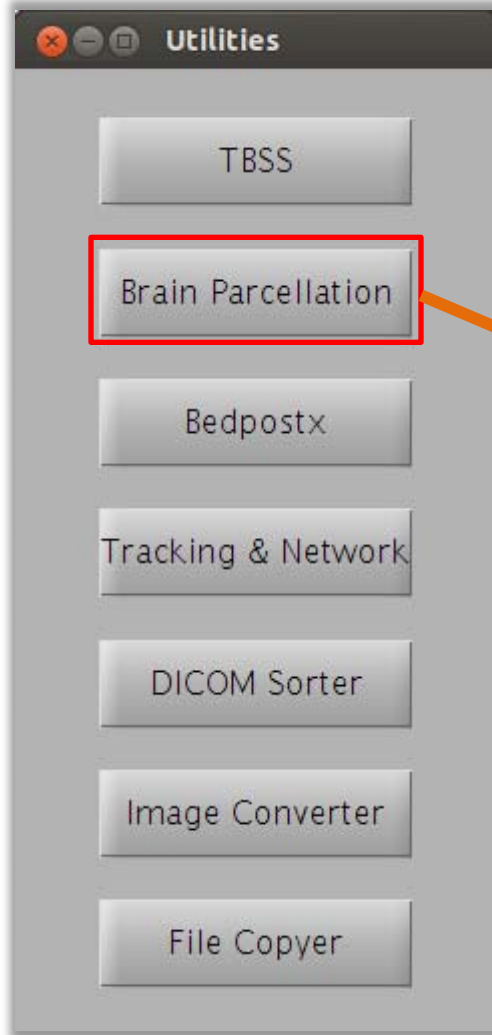 Utilities
TBSS
Brain Parcellation
Bedpostx
Tracking & Network
DICOM Sorter
Image Converter
File Copyer